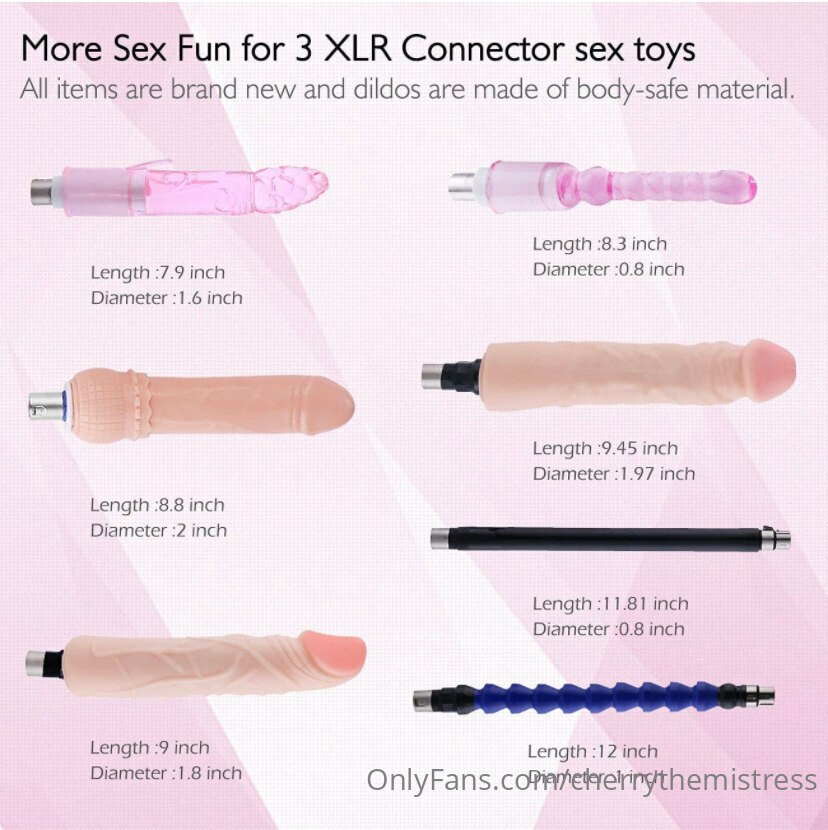 More Sex Fun for 3 XLR Connector sex toys
All items are brand new and dildos are made of body-safe material.
Length :7.9 inch
Diameter :1.6 inch
Length :8.3 inch
Diameter :0.8 inch
Length :8.8 inch
Diameter :2 inch
Length :9.45 inch
Diameter :1.97 inch
Length :11.81 inch
Diameter :0.8 inch
Length :9 inch
Diameter :1.8 inch
Length :12 inch
Diameter :1 inch
OnlyFans.com/cherrythemistress